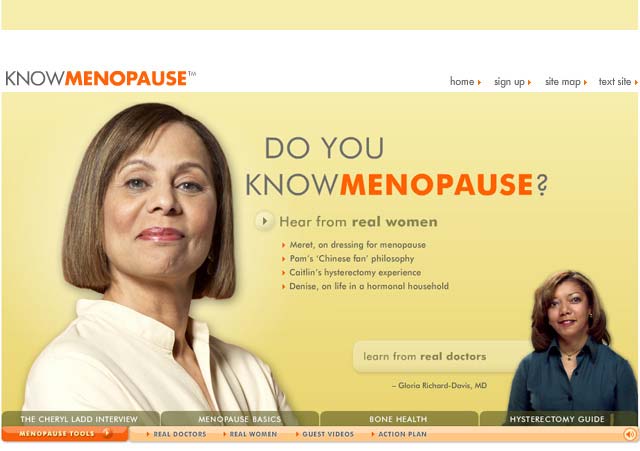 KNOWMENOPAUSE™
home sign up site map text site
DO YOU
KNOWMENOPAUSE?
Hear from real women
Meret, on dressing for menopause
Pam's 'Chinese fan' philosophy
Caitlin's hysterectomy experience
Denise, on life in a hormonal household
learn from real doctors
– Gloria Richard-Davis, MD
THE CHERYL LADD INTERVIEW MENOPAUSE BASICS BONE HEALTH HYSTERECTOMY GUIDE
MENOPAUSE TOOLS REAL DOCTORS REAL WOMEN GUEST VIDEOS ACTION PLAN